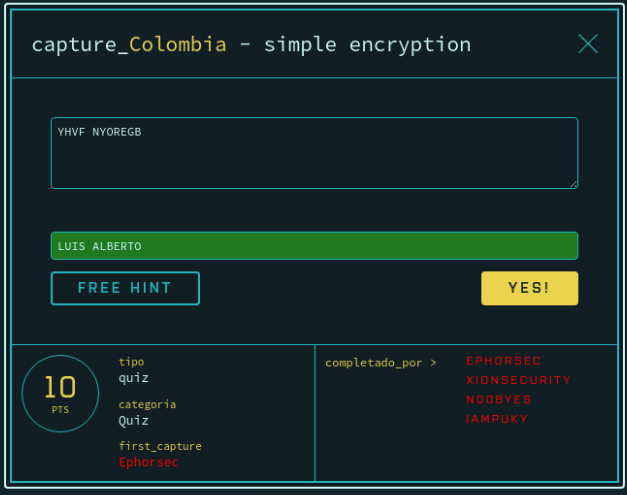 capture_Colombia - simple encryption
YHVF NYOREGB
LUIS ALBERTO
FREE HINT
YES!
10
PTS
tipo
quiz
categoria
Quiz
first_capture
Ephorsec
completado_por >
EPHORSEC
XIONSECURITY
N00BYES
IAMPUKY